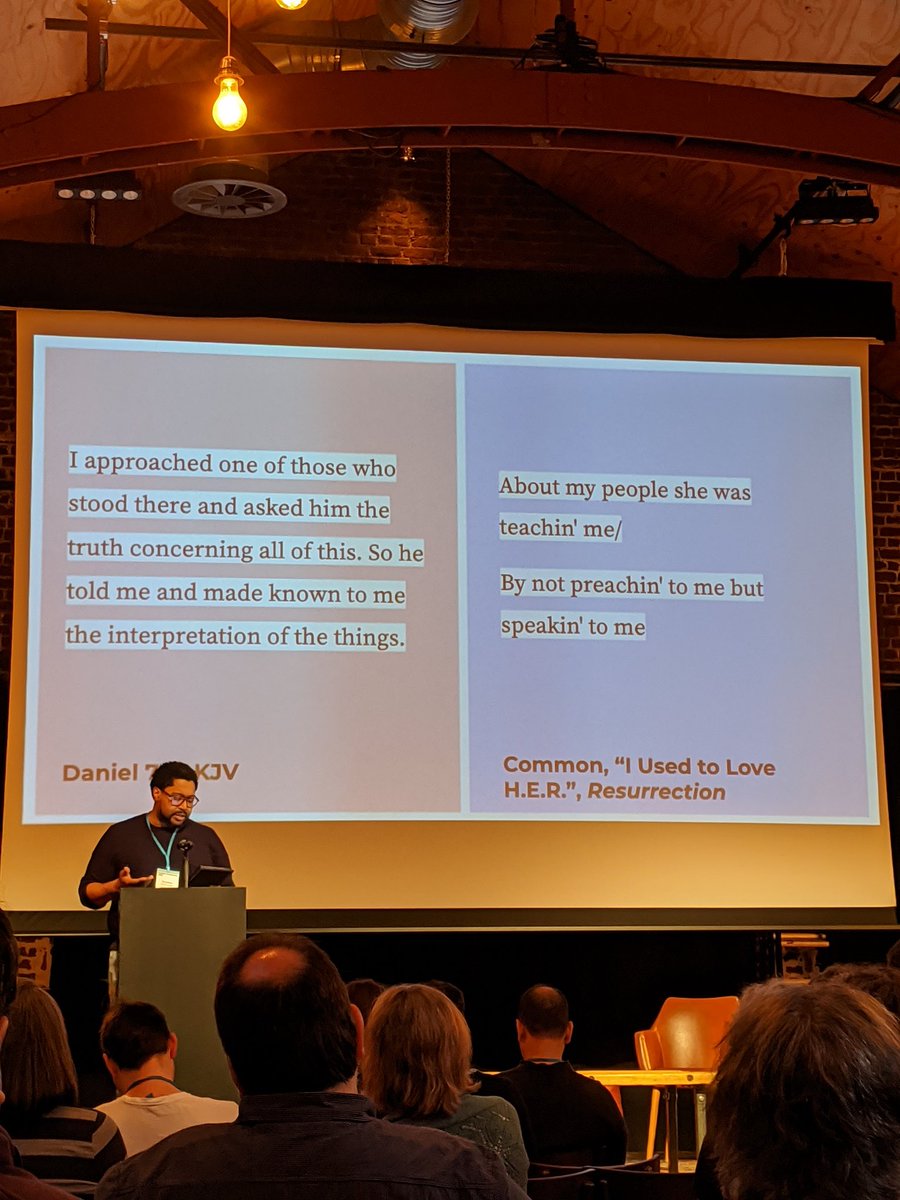 I approached one of those who
stood there and asked him the
truth concerning all of this. So he
told me and made known to me
the interpretation of the things.
Daniel KJV
About my people she was
teachin' me/
By not preachin' to me but
speakin' to me
Common, “I Used to Love
H.E.R.”, Resurrection